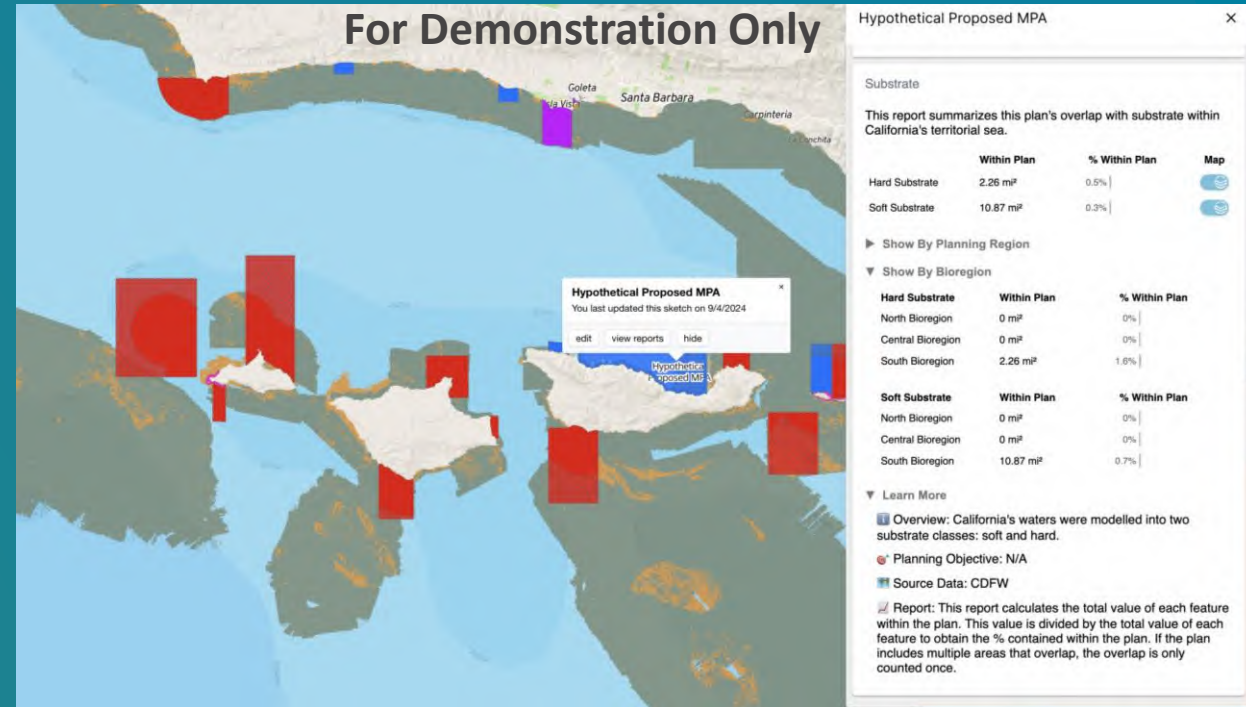 For Demonstration Only
Goleta
Isla Vista
Santa Barbara
Carpinteria
La Conchita
Hypothetical Proposed MPA
You last updated this sketch on 9/4/2024
edit view reports hide
Hypothetical
Proposed MPA
Hypothetical Proposed MPA
Substrate
This report summarizes this plan's overlap with substrate within
California's territorial sea.
Within Plan % Within Plan Map
Hard Substrate 2.26 mi² 0.5%
Soft Substrate 10.87 mi² 0.3%
Show By Planning Region
Show By Bioregion
Hard Substrate Within Plan % Within Plan
North Bioregion 0 mi² 0%
Central Bioregion 0 mi² 0%
South Bioregion 2.26 mi² 1.6%
Soft Substrate Within Plan % Within Plan
North Bioregion 0 mi² 0%
Central Bioregion 0 mi² 0%
South Bioregion 10.87 mi² 0.7%
Learn More
Overview: California's waters were modelled into two
substrate classes: soft and hard.
Planning Objective: N/A
Source Data: CDFW
Report: This report calculates the total value of each feature
within the plan. This value is divided by the total value of each
feature to obtain the % contained within the plan. If the plan
includes multiple areas that overlap, the overlap is only
counted once.